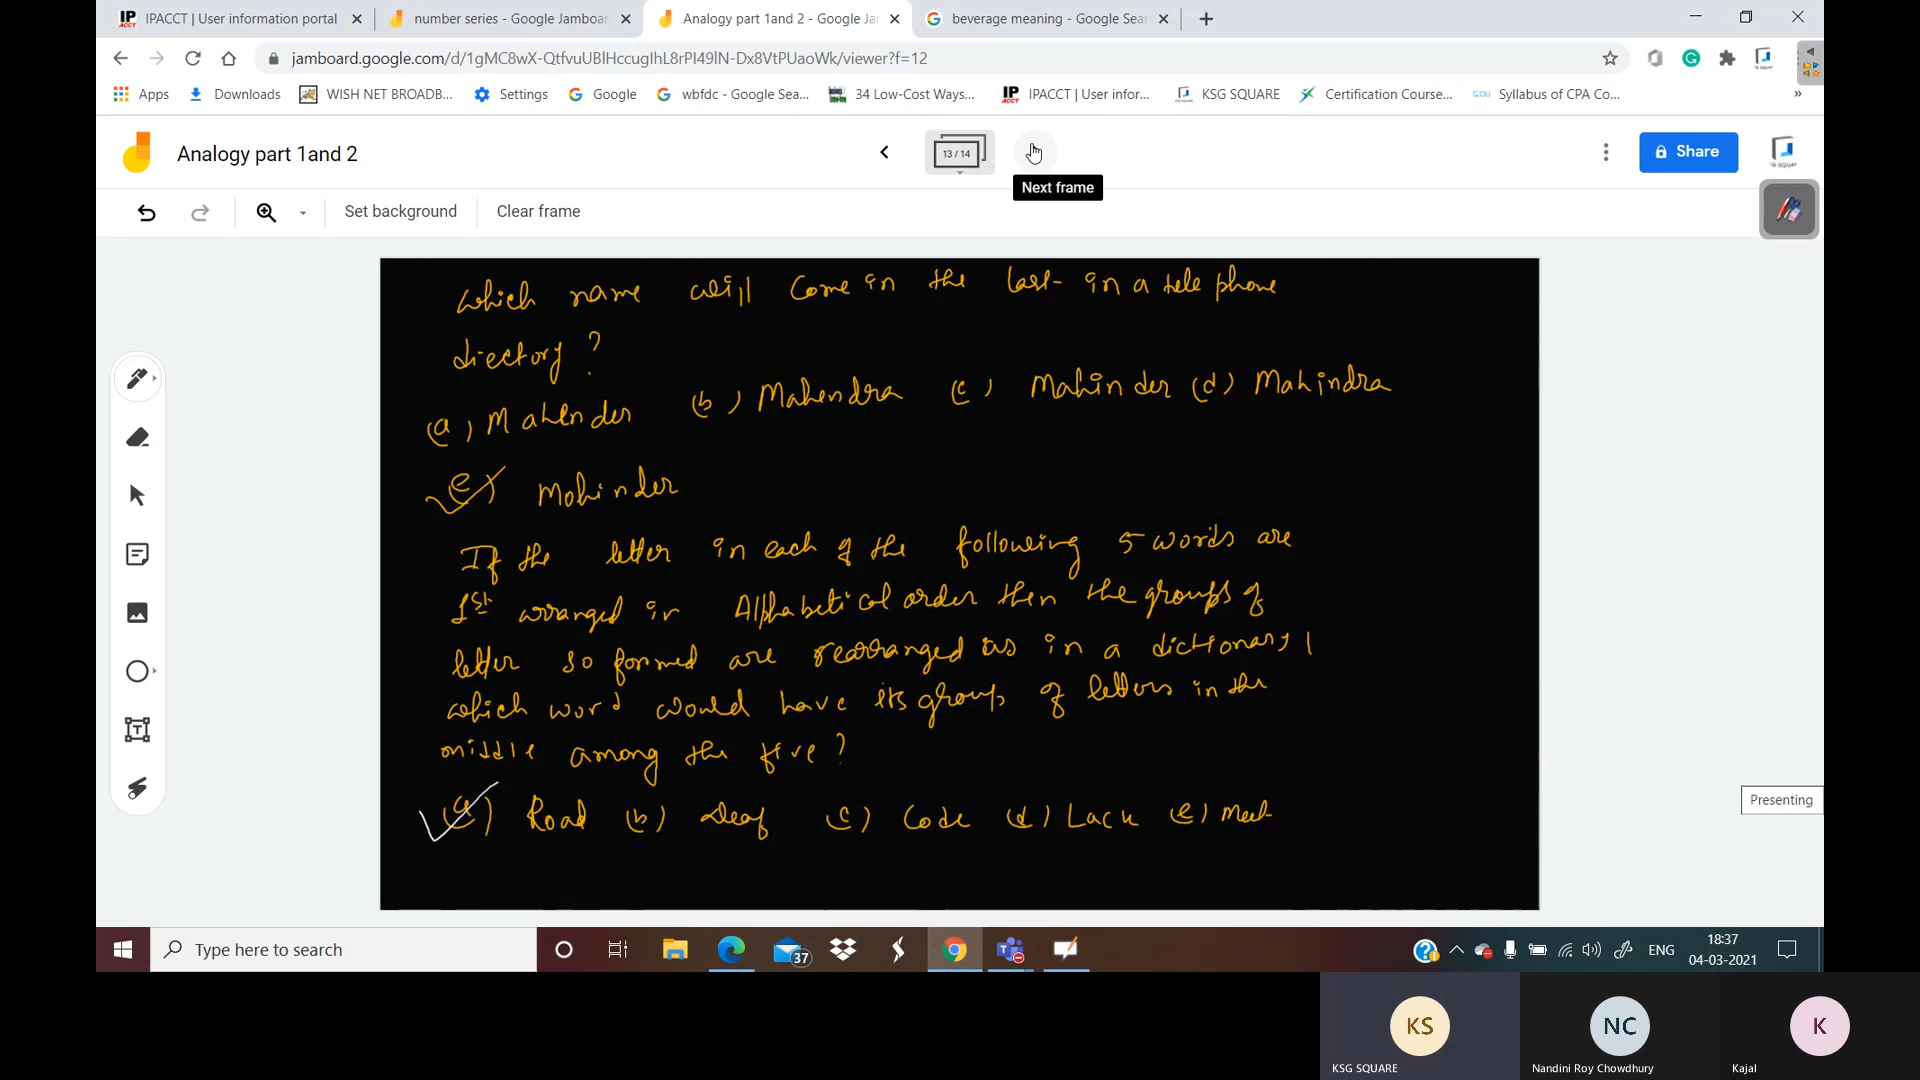 IPACCT | User information portal
number series - Google Jamboar
Analogy part 1and 2 - Google Ja
beverage meaning - Google Sear
jamboard.google.com/d/1gMC8wX-QtfvuUBlHccugIhL8rPI49lN-Dx8VtPUaoWk/viewer?f=12
Apps
Downloads
WISH NET BROADB...
Settings
Google
wbfdc - Google Sea...
34 Low-Cost Ways...
IPACCT | User infor...
KSG SQUARE
Certification Course...
Syllabus of CPA Co...
Analogy part 1and 2
13 / 14
Share
Next frame
Set background
Clear frame
which name will Come in the last in a telephone
directory ?
(a) Mahender (b) Mahendra (c) Mahinder (d) Mahindra
(e) Mohinder
If the letter in each of the following 5 words are
1st arranged in Alphabetical order then the groups of
letter so formed are rearranged as in a dictionary,
which word would have its group of letters in the
middle among the five ?
(a) Road (b) Deaf (c) Code (d) Lack (e)
Presenting
Type here to search
37
ENG
18:37
04-03-2021
KS
NC
K
KSG SQUARE
Nandini Roy Chowdhury
Kajal